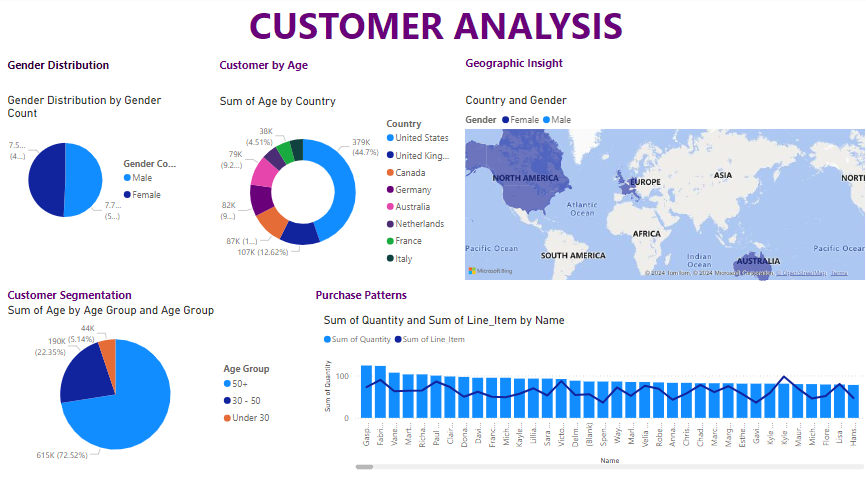 CUSTOMER ANALYSIS
Gender Distribution
Customer by Age
Geographic Insight
Gender Distribution by Gender
Count
7.5...
(4...)
7.7...
(5...)
Gender Co...
Male
Female
Sum of Age by Country
38K
(4.51%)
379K
(44.7%)
79K
(9.2...)
82K
(9...)
87K (1...)
107K (12.62%)
Country
United States
United King...
Canada
Germany
Australia
Netherlands
France
Italy
Country and Gender
Gender Female Male
NORTH AMERICA
EUROPE
ASIA
NORT
Atlantic
Ocean
AFRICA
Pacific Ocean
SOUTH AMERICA
Indian
Ocean
AUSTRALIA
Pacific Ocean
Microsoft Bing
© 2024 TomTom, © 2024 Microsoft Corporation, © OpenStreetMap Terms
Customer Segmentation
Sum of Age by Age Group and Age Group
44K
(5.14%)
190K
(22.35%)
615K (72.52%)
Age Group
50+
30 - 50
Under 30
Purchase Patterns
Sum of Quantity and Sum of Line_Item by Name
Sum of Quantity Sum of Line_Item
Sum of Quantity
100
0
Gasp...
Fabri...
Vane...
Mart...
Richa...
Paul ...
Clair...
Dona...
Davi...
Franc...
Mich...
Kayle...
Lillia...
Sara ...
Victo...
Delm...
(Blank)
Spen...
Way...
Marl...
Velia ...
Robe...
Anna...
Chris...
Chad...
Marc...
Marg...
Esthe...
Gavi...
Kyle ...
Kyle ...
Maur...
Mich...
Flore...
Lisa ...
Hans...
Name